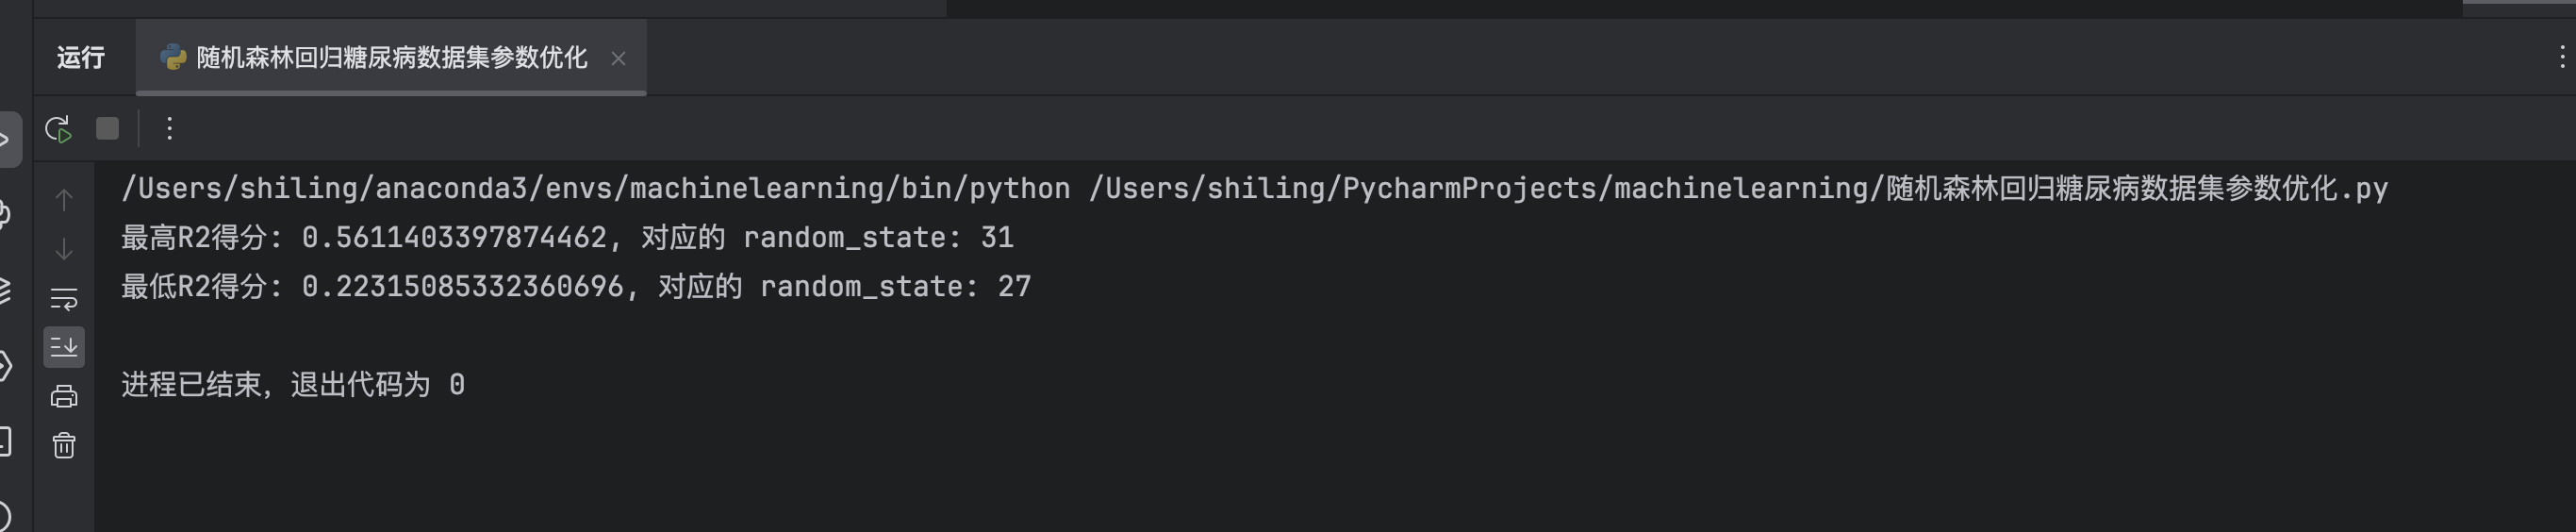 运行
随机森林回归糖尿病数据集参数优化
/Users/shiling/anaconda3/envs/machinelearning/bin/python /Users/shiling/PycharmProjects/machinelearning/随机森林回归糖尿病数据集参数优化.py
最高R2得分: 0.5611403397874462, 对应的 random_state: 31
最低R2得分: 0.22315085332360696, 对应的 random_state: 27
进程已结束，退出代码为 0